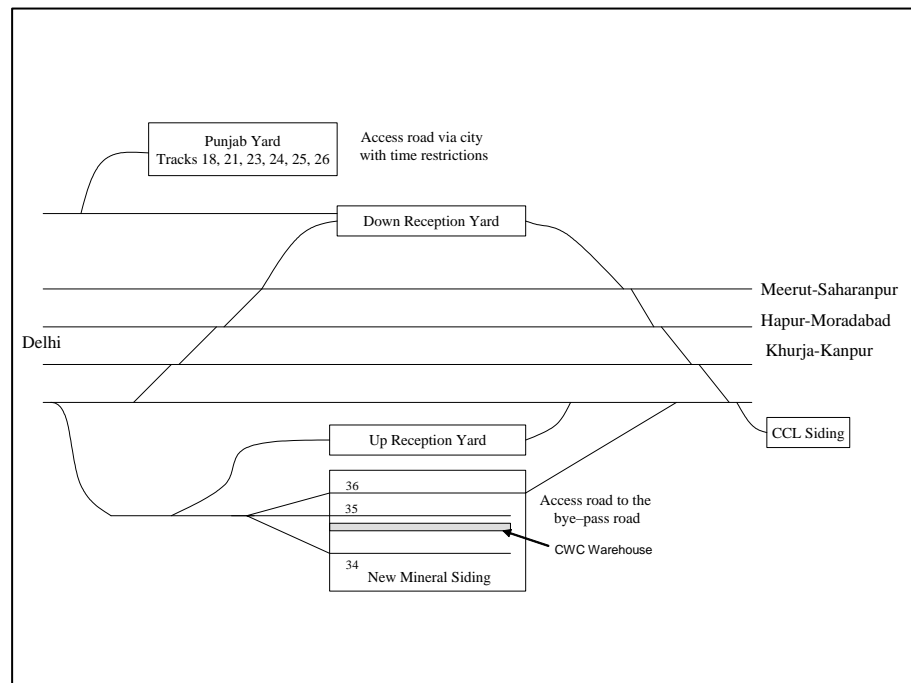 Punjab Yard
Tracks 18, 21, 23, 24, 25, 26
Access road via city
with time restrictions
Down Reception Yard
Meerut-Saharanpur
Hapur-Moradabad
Delhi
Khurja-Kanpur
Up Reception Yard
CCL Siding
36
35
34
New Mineral Siding
Access road to the
bye–pass road
CWC Warehouse